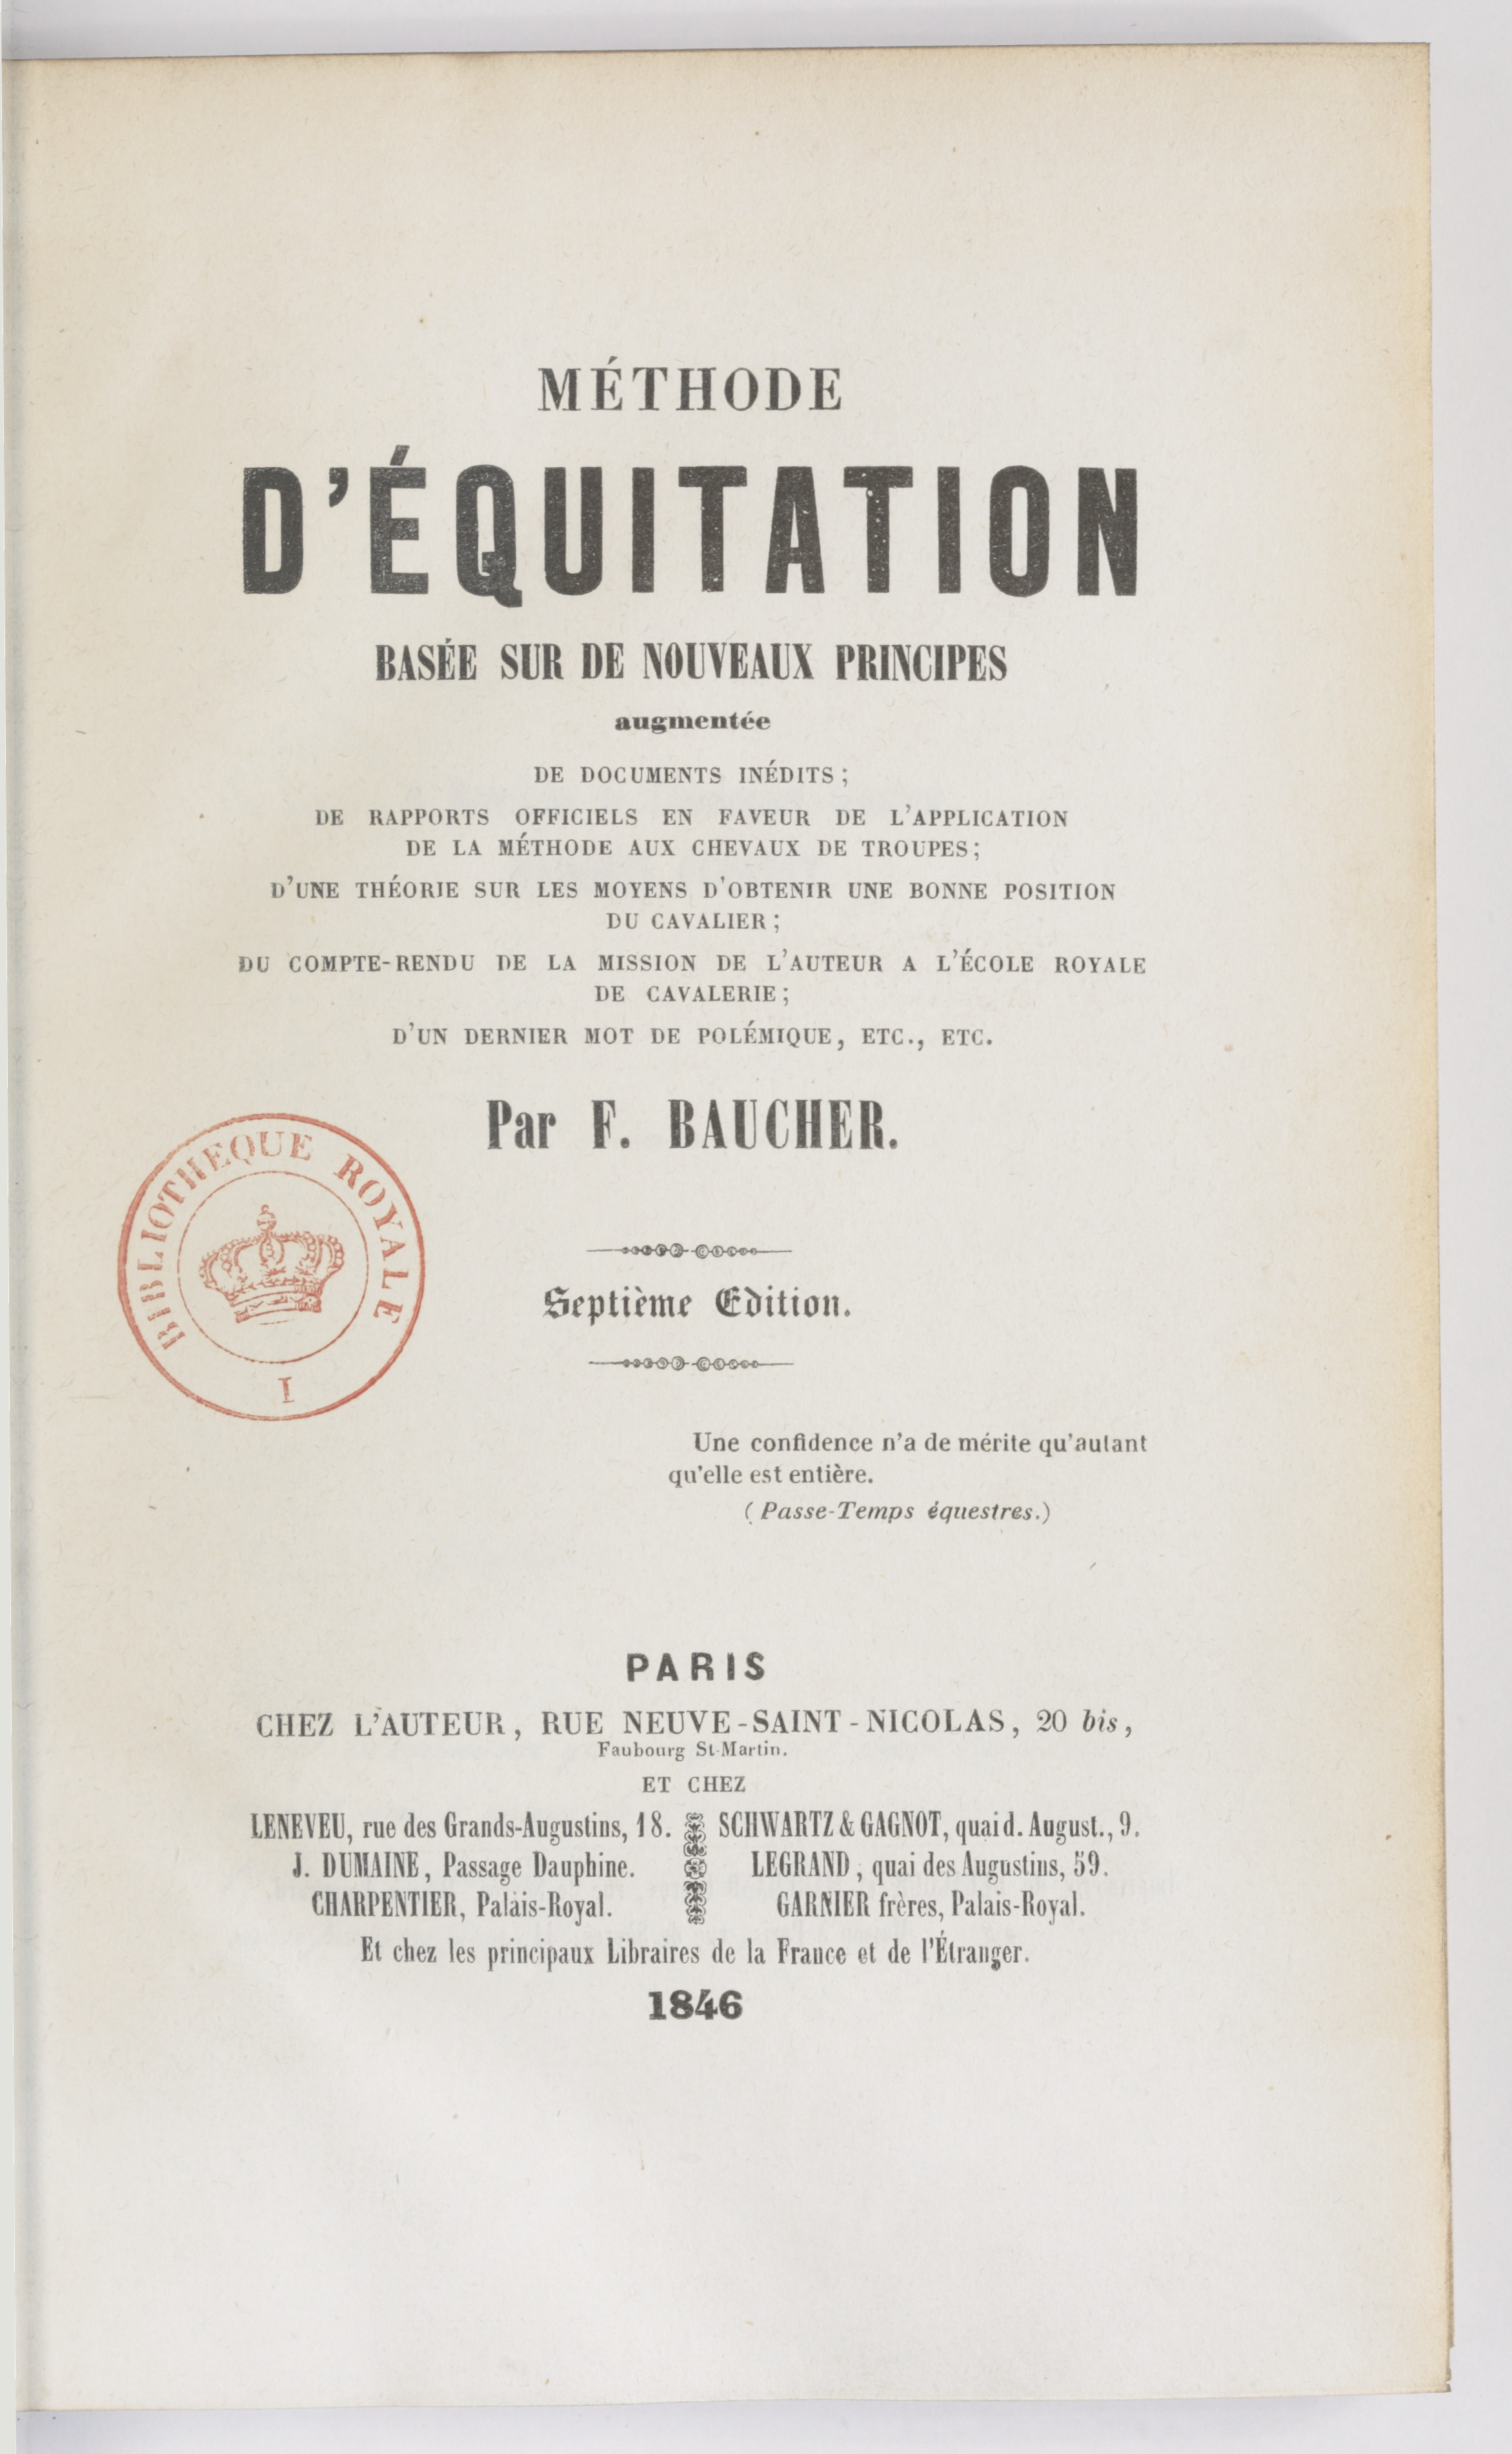 MÉTHODE
D'ÉQUITATION
BASÉE SUR DE NOUVEAUX PRINCIPES
augmentée
DE DOCUMENTS INÉDITS ;
DE RAPPORTS OFFICIELS EN FAVEUR DE L'APPLICATION
DE LA MÉTHODE AUX CHEVAUX DE TROUPES ;
D'UNE THÉORIE SUR LES MOYENS D'OBTENIR UNE BONNE POSITION
DU CAVALIER ;
DU COMPTE-RENDU DE LA MISSION DE L'AUTEUR A L'ÉCOLE ROYALE
DE CAVALERIE ;
D'UN DERNIER MOT DE POLÉMIQUE, ETC., ETC.
Par F. BAUCHER.
BIBLIOTHEQUE ROYALE
I
Septième Edition.
Une confidence n'a de mérite qu'autant
qu'elle est entière.
(Passe-Temps équestres.)
PARIS
CHEZ L'AUTEUR, RUE NEUVE-SAINT-NICOLAS, 20 bis,
Faubourg St-Martin.
ET CHEZ
LENEVEU, rue des Grands-Augustins, 18. SCHWARTZ & GAGNOT, quai d. August., 9.
J. DUMAINE, Passage Dauphine. LEGRAND, quai des Augustins, 59.
CHARPENTIER, Palais-Royal. GARNIER frères, Palais-Royal.
Et chez les principaux Libraires de la France et de l'Étranger.
1846